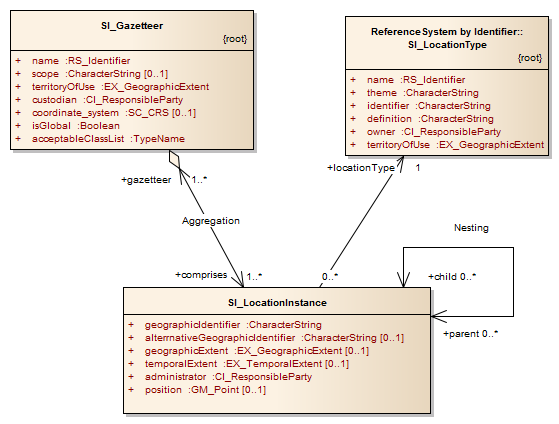 SI_Gazetteer
{root}
+ name :RS_Identifier
+ scope :CharacterString [0..1]
+ territoryOfUse :EX_GeographicExtent
+ custodian :CI_ResponsibleParty
+ coordinate_system :SC_CRS [0..1]
+ isGlobal :Boolean
+ acceptableClassList :TypeName
ReferenceSystem by Identifier::
SI_LocationType
{root}
+ name :RS_Identifier
+ theme :CharacterString
+ identifier :CharacterString
+ definition :CharacterString
+ owner :CI_ResponsibleParty
+ territoryOfUse :EX_GeographicExtent
+gazetteer 1..*
+locationType 1
Aggregation
Nesting
+comprises 1..*
0..*
+child 0..*
+parent 0..*
SI_LocationInstance
+ geographicIdentifier :CharacterString
+ alternativeGeographicIdentifier :CharacterString [0..1]
+ geographicExtent :EX_GeographicExtent [0..1]
+ temporalExtent :EX_TemporalExtent [0..1]
+ administrator :CI_ResponsibleParty
+ position :GM_Point [0..1]